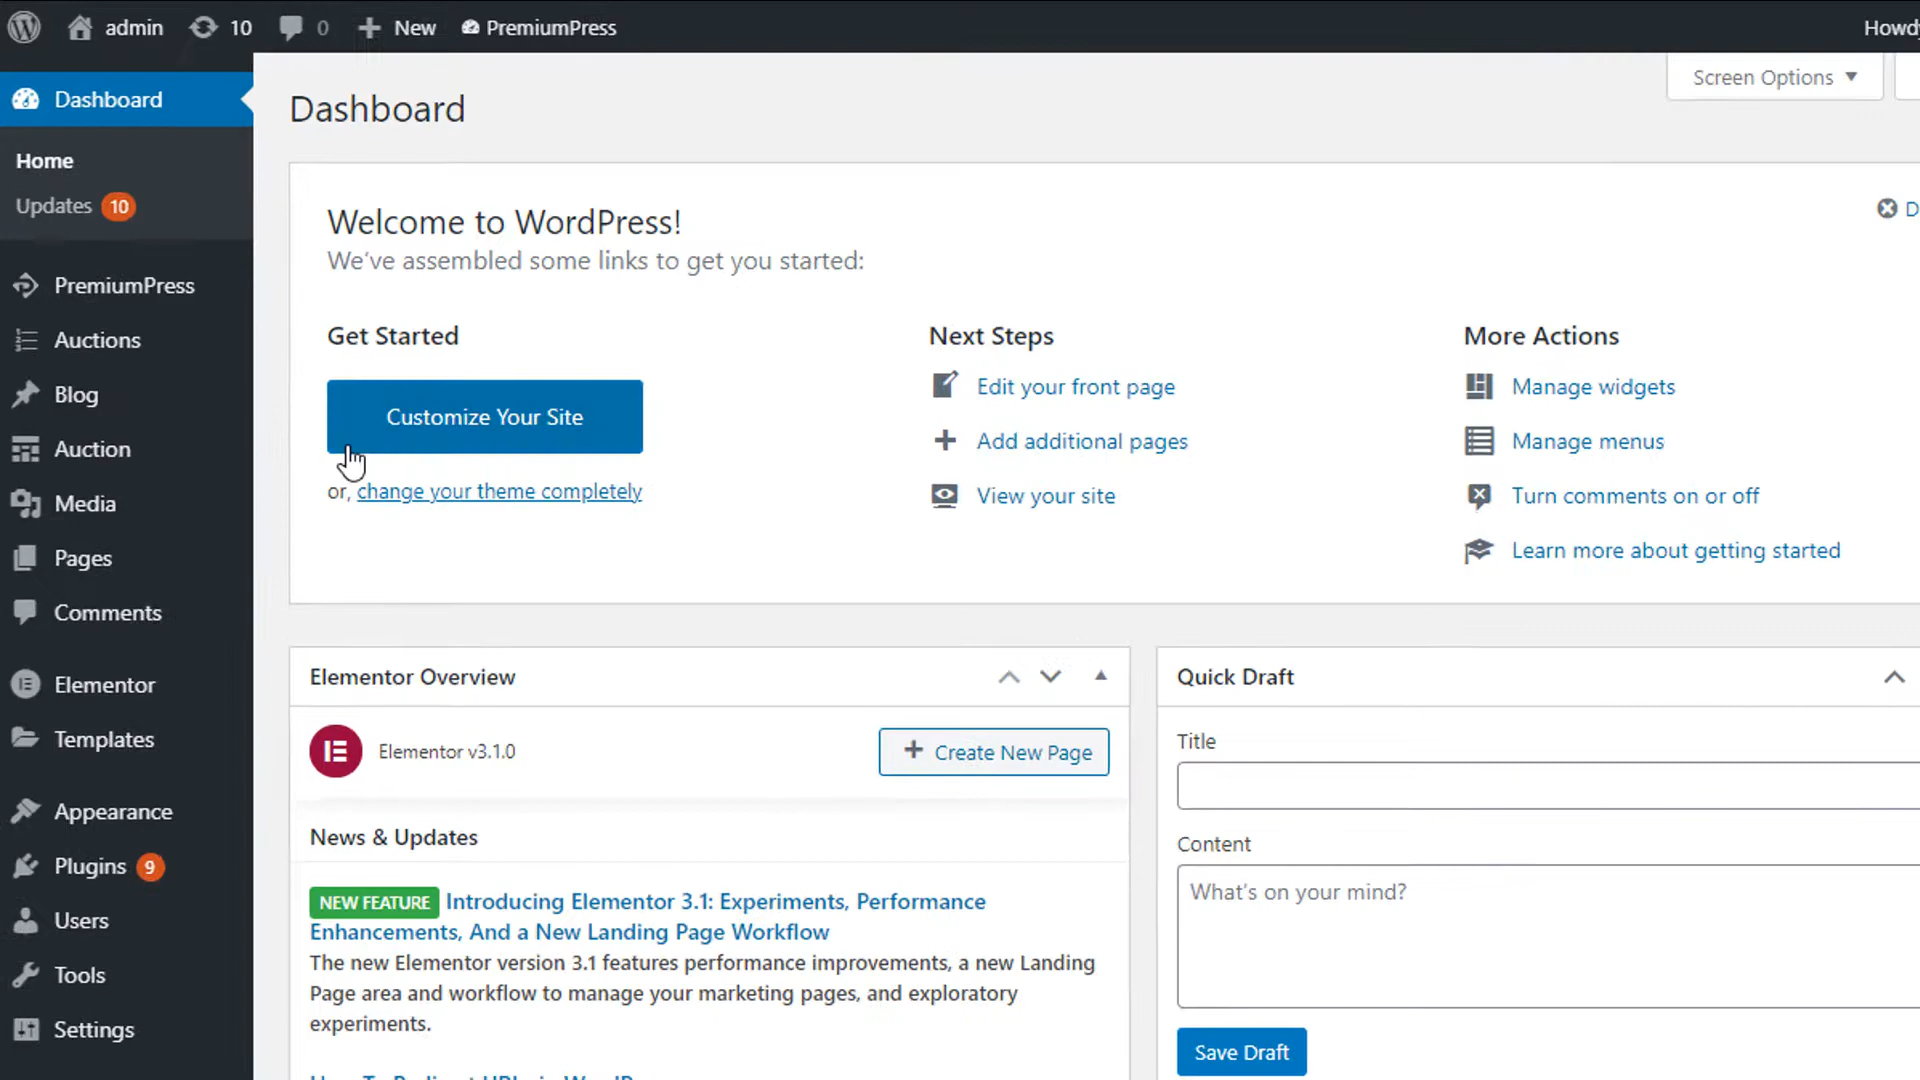 admin 10 0 New PremiumPress
Screen Options
Dashboard
Home
Updates 10
PremiumPress
Auctions
Blog
Auction
Media
Pages
Comments
Elementor
Templates
Appearance
Plugins 9
Users
Tools
Settings
Dashboard
Welcome to WordPress!
We've assembled some links to get you started:
Get Started
Customize Your Site
or, change your theme completely
Next Steps
Edit your front page
Add additional pages
View your site
More Actions
Manage widgets
Manage menus
Turn comments on or off
Learn more about getting started
Elementor Overview
Elementor v3.1.0
Create New Page
News & Updates
NEW FEATURE Introducing Elementor 3.1: Experiments, Performance
Enhancements, And a New Landing Page Workflow
The new Elementor version 3.1 features performance improvements, a new Landing
Page area and workflow to manage your marketing pages, and exploratory
experiments.
Quick Draft
Title
Content
What's on your mind?
Save Draft